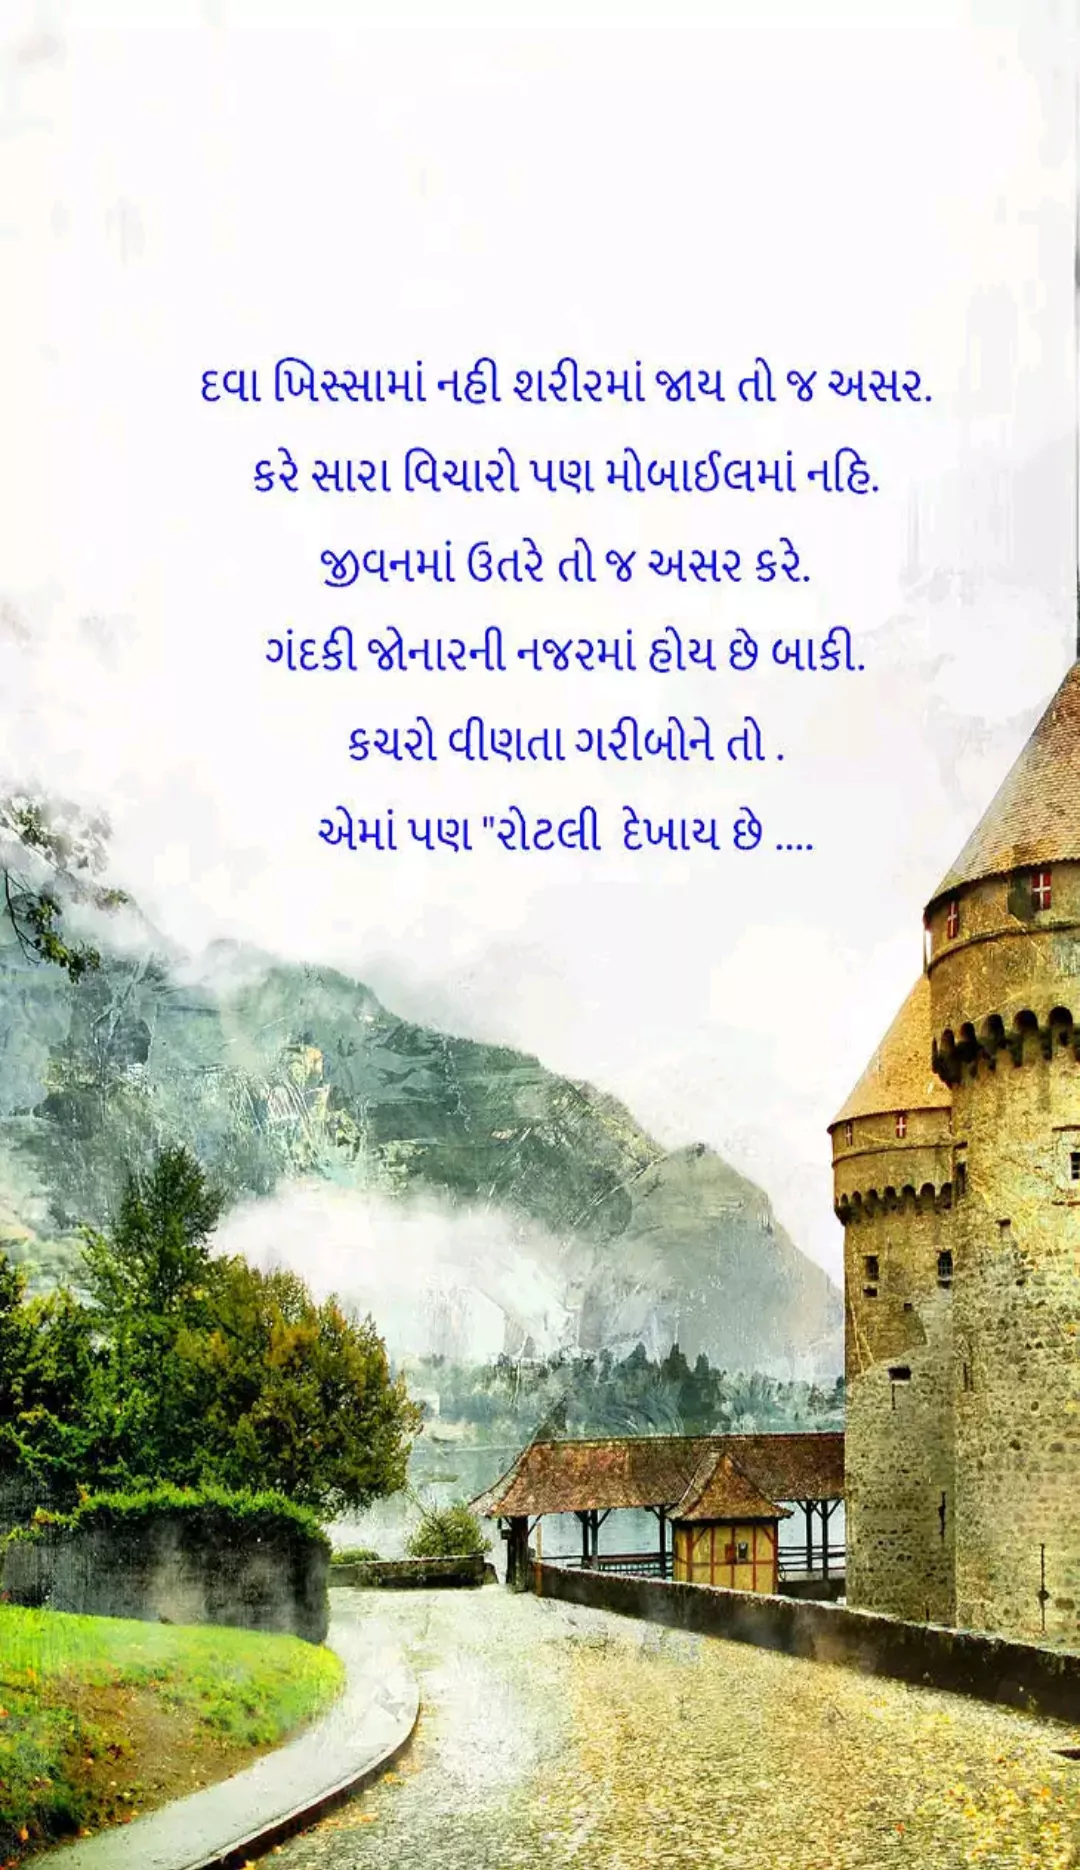 દવા ખિસ્સામાં નહી શરીરમાં જાય તો જ અસર.
કરે સારા વિચારો પણ મોબાઈલમાં નહિ.
જીવનમાં ઉતરે તો જ અસર કરે.
ગંદકી જોનારની નજરમાં હોય છે બાકી.
કચરો વીણતા ગરીબોને તો .
એમાં પણ "રોટલી  દેખાય છે ....